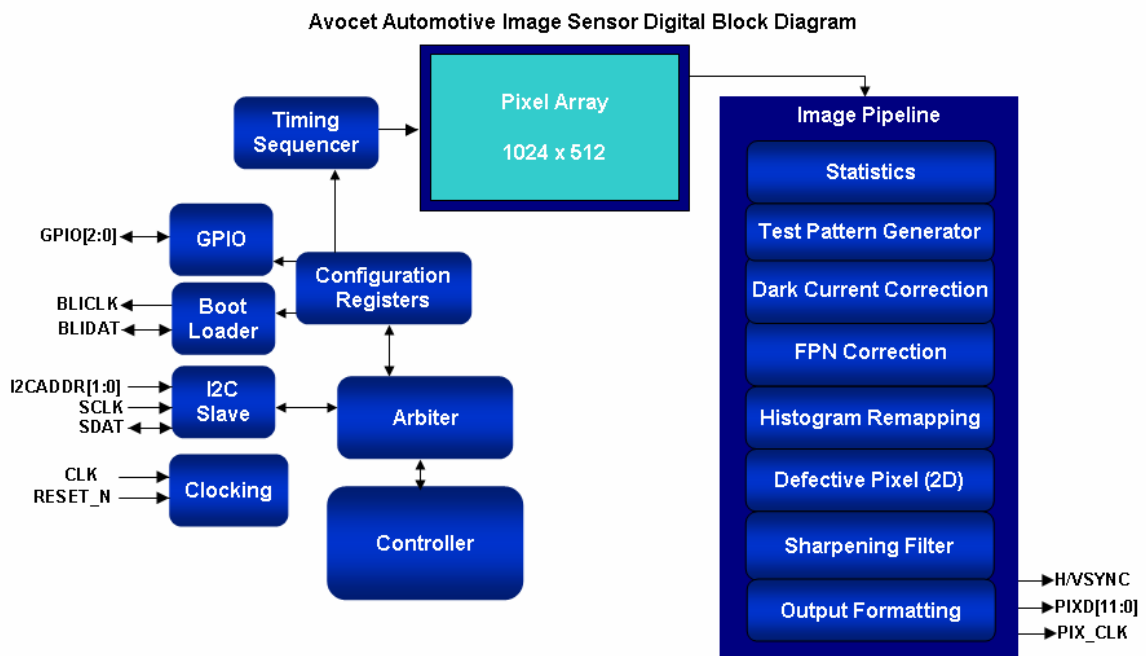 Avocet Automotive Image Sensor Digital Block Diagram
Pixel Array
1024 x 512
Timing
Sequencer
GPIO[2:0]
GPIO
Configuration
Registers
BLICLK
BLIDAT
Boot
Loader
I2CADDR[1:0]
SCLK
SDAT
I2C
Slave
Arbiter
CLK
RESET_N
Clocking
Controller
Image Pipeline
Statistics
Test Pattern Generator
Dark Current Correction
FPN Correction
Histogram Remapping
Defective Pixel (2D)
Sharpening Filter
Output Formatting
H/VSYNC
PIXD[11:0]
PIX_CLK